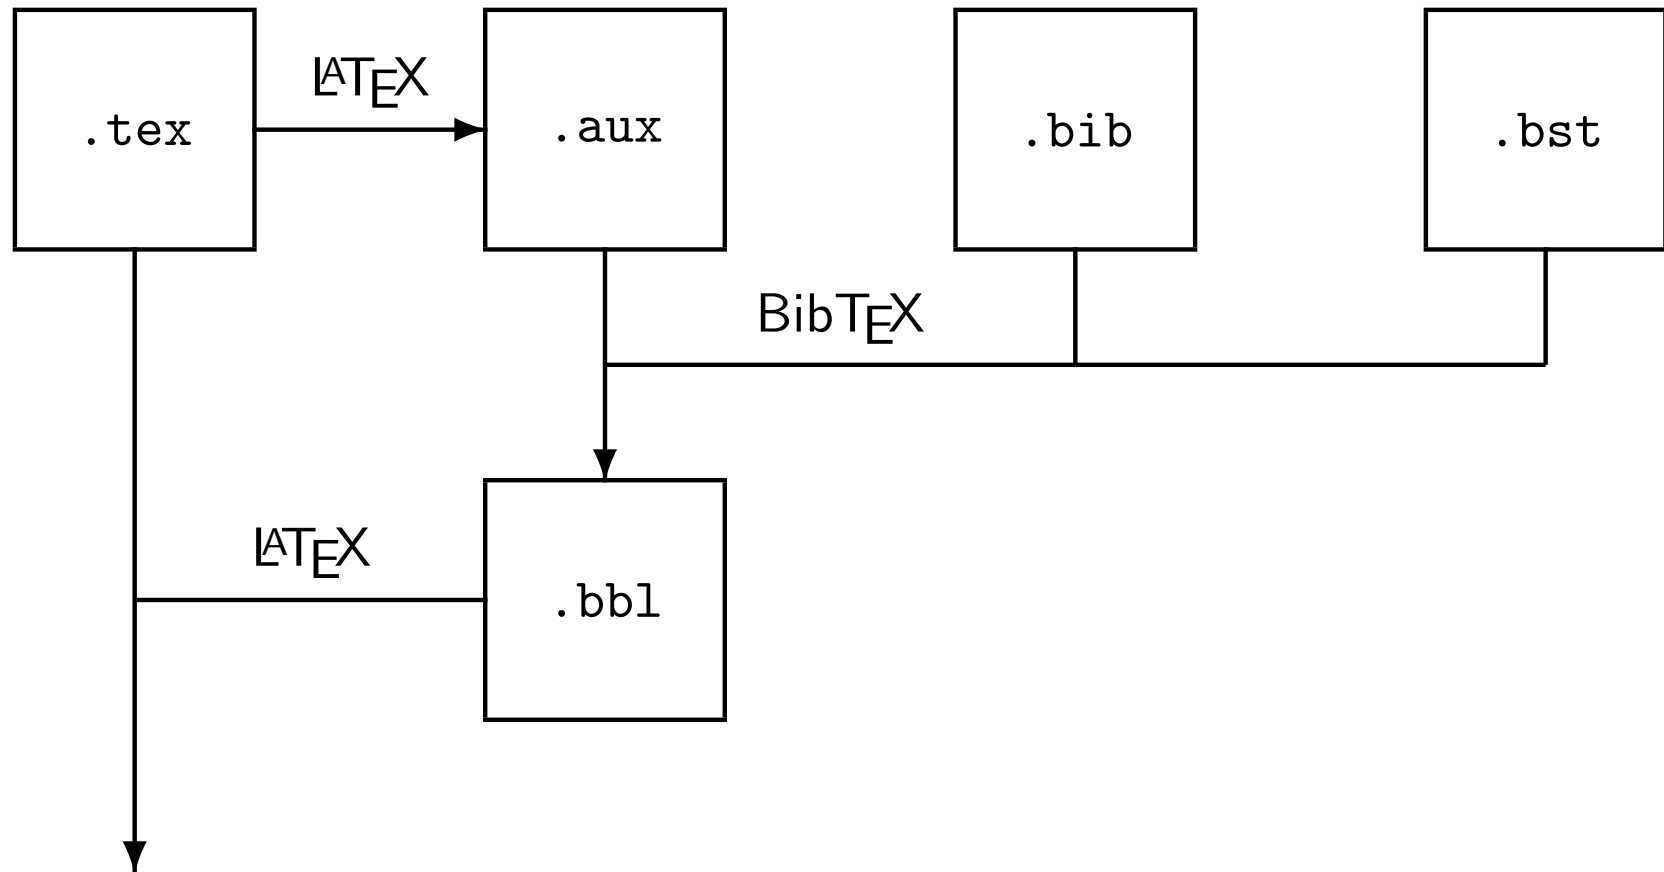 LATEX
.tex
.aux
.bib
.bst
BibTEX
LATEX
.bbl